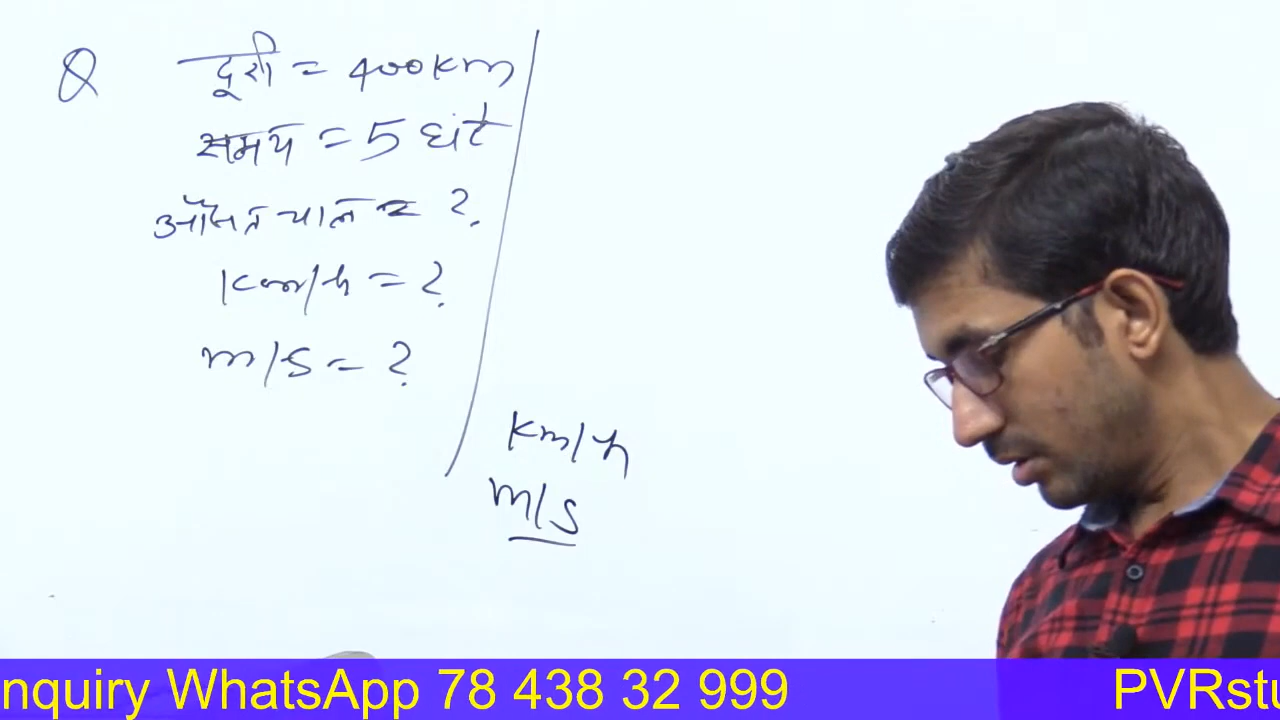 Q दूरी = 400km
समय = 5 घंटे
औसत चाल = ?
km/h = ?
m/s = ?
km/h
m/s
nquiry WhatsApp 78 438 32 999 PVRstu